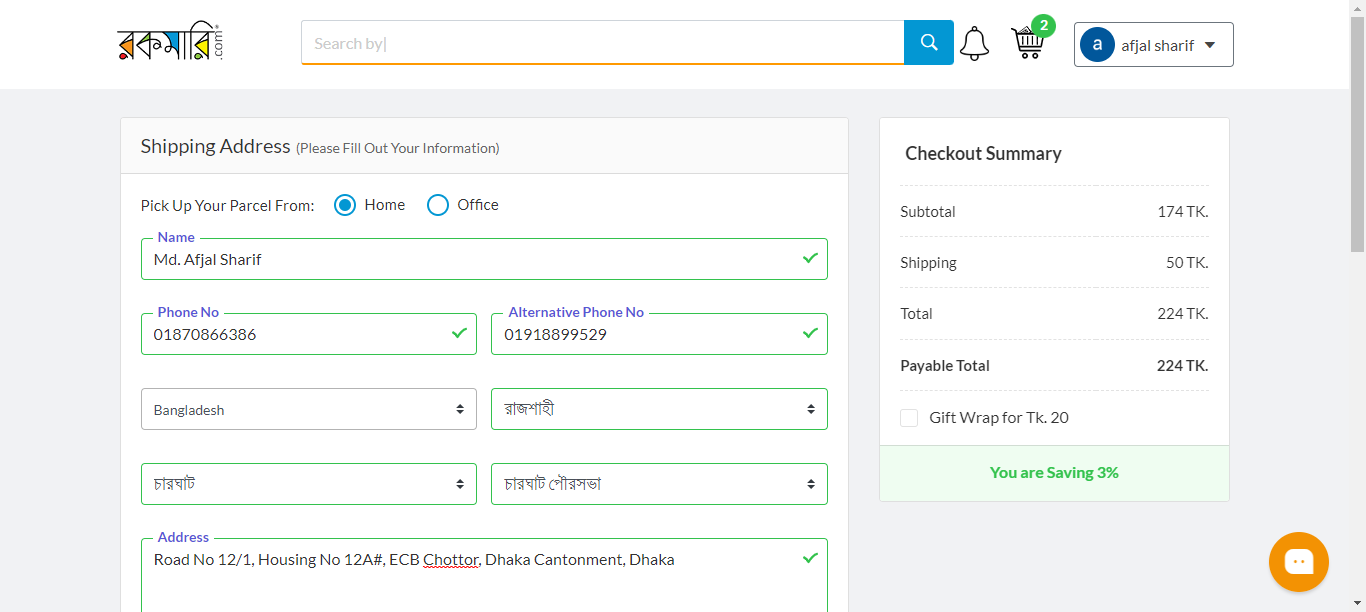 রকমারি.com
Search by|
2
a
afjal sharif
Shipping Address (Please Fill Out Your Information)
Pick Up Your Parcel From: Home Office
Name
Md. Afjal Sharif
Phone No
01870866386
Alternative Phone No
01918899529
Bangladesh
রাজশাহী
চারঘাট
চারঘাট পৌরসভা
Address
Road No 12/1, Housing No 12A#, ECB Chottor, Dhaka Cantonment, Dhaka
Checkout Summary
Subtotal 174 TK.
Shipping 50 TK.
Total 224 TK.
Payable Total 224 TK.
Gift Wrap for Tk. 20
You are Saving 3%